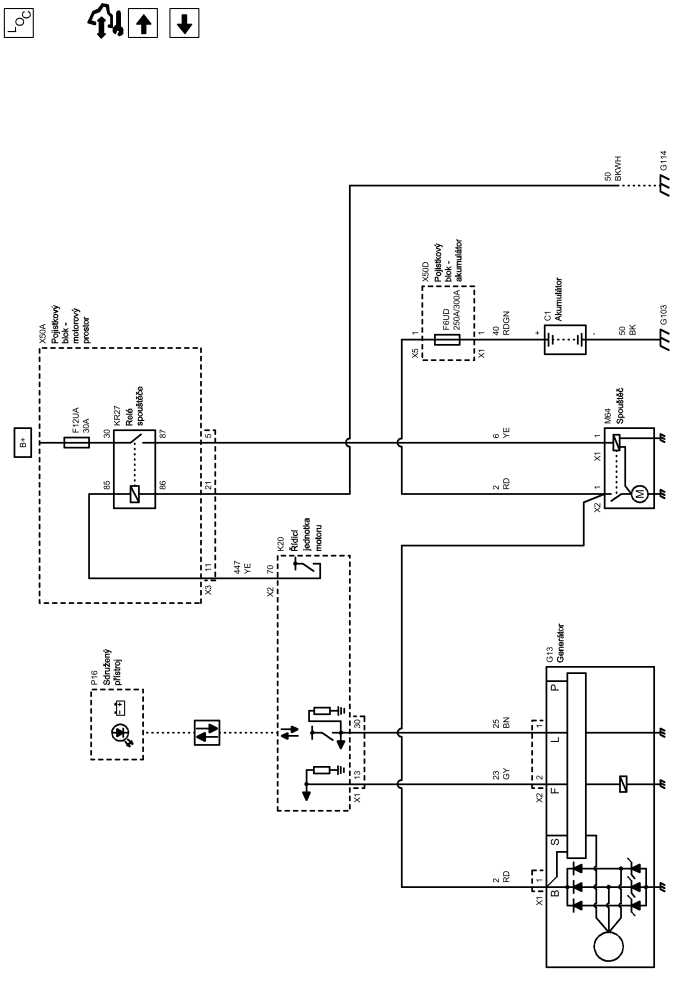 LOC
50
BKWH
G114
X50D
Pojistkový
blok -
akumulátor
X5
1
F6UD
250A/300A
X1
1
40
RDGN
C1
Akumulátor
+
-
50
BK
G103
X50A
Pojistkový
blok -
motorový
prostor
B+
F12UA
30A
30
KR27
Relé
spouštěče
87
5
6
YE
M64
Spouštěč
X1
1
85
86
21
2
RD
X2
1
M
X3
11
447
YE
X2
70
K20
Řídicí
jednotka
motoru
P16
Sdružený
přístroj
- +
30
25
BN
1
X1
13
23
GY
X2
2
G13
Generátor
P
L
F
S
B
2
RD
X1
1